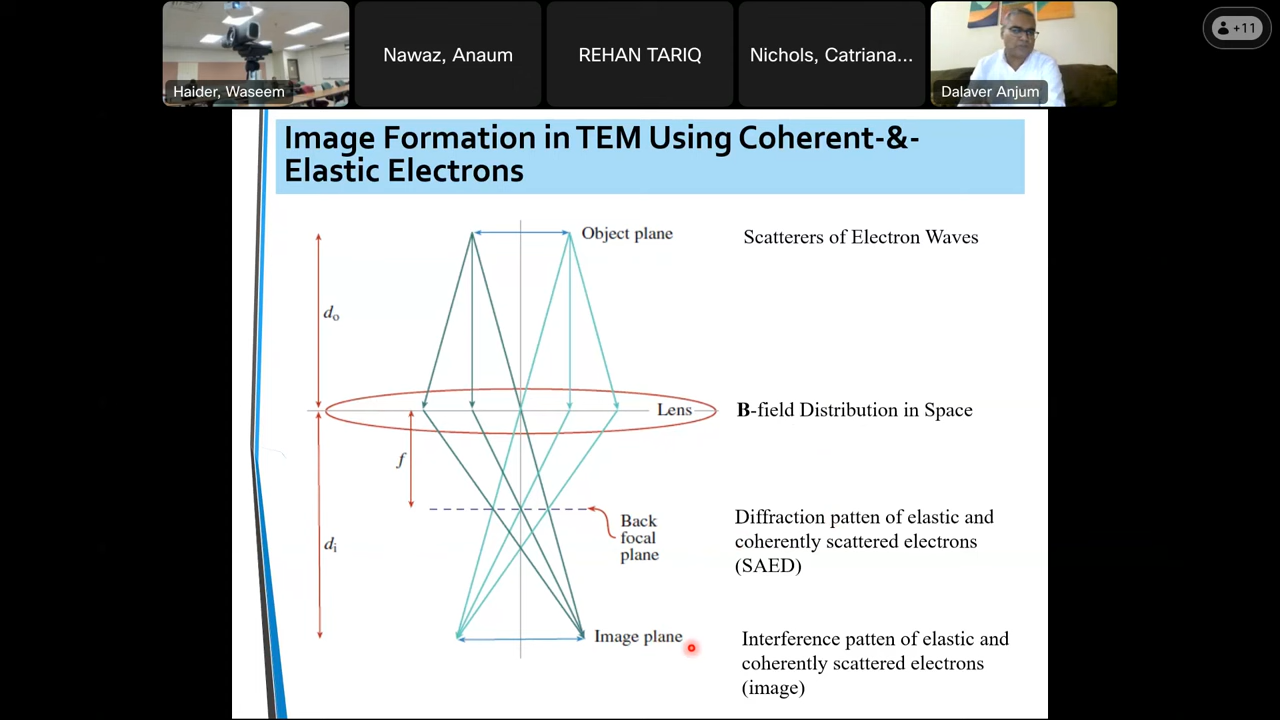 Haider, Waseem
Nawaz, Anaum
REHAN TARIQ
Nichols, Catriana...
Dalaver Anjum
+11
Image Formation in TEM Using Coherent-&-
Elastic Electrons
Object plane
Scatterers of Electron Waves
do
Lens
B-field Distribution in Space
f
Back
focal
plane
Diffraction patten of elastic and
coherently scattered electrons
(SAED)
di
Image plane
Interference patten of elastic and
coherently scattered electrons
(image)